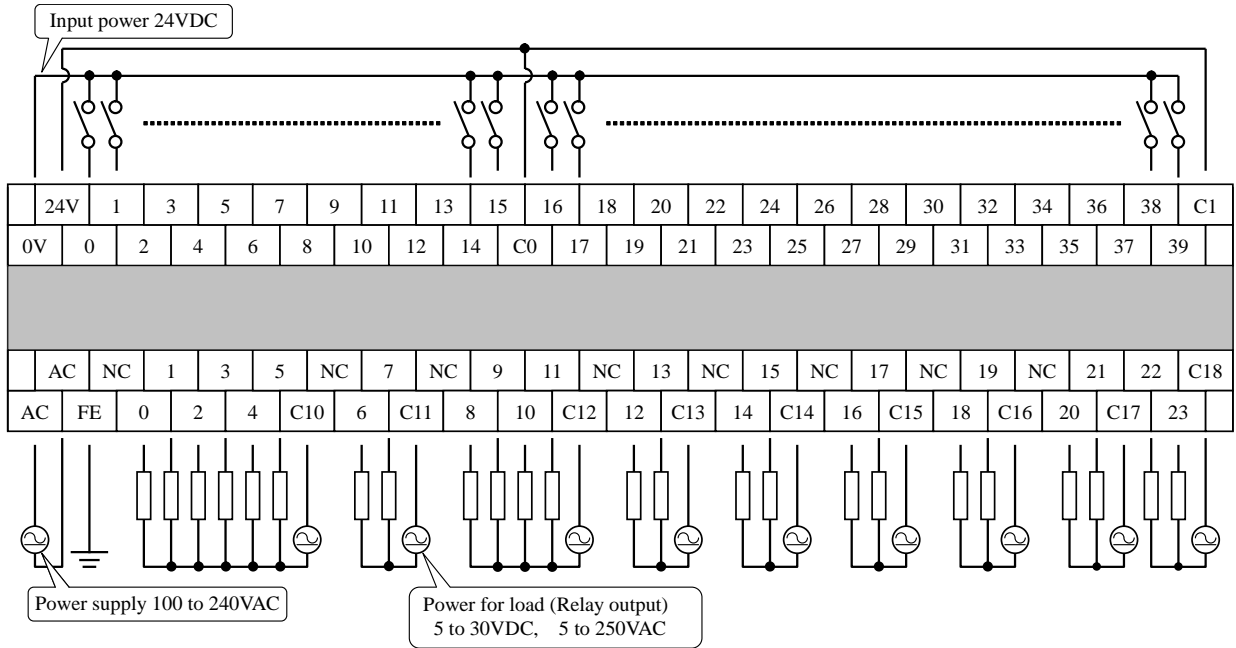 Input power 24VDC
24V 1 3 5 7 9 11 13 15 16 18 20 22 24 26 28 30 32 34 36 38 C1
0V 0 2 4 6 8 10 12 14 C0 17 19 21 23 25 27 29 31 33 35 37 39
AC NC 1 3 5 NC 7 NC 9 11 NC 13 NC 15 NC 17 NC 19 NC 21 22 C18
AC FE 0 2 4 C10 6 C11 8 10 C12 12 C13 14 C14 16 C15 18 C16 20 C17 23
Power supply 100 to 240VAC
Power for load (Relay output)
5 to 30VDC, 5 to 250VAC